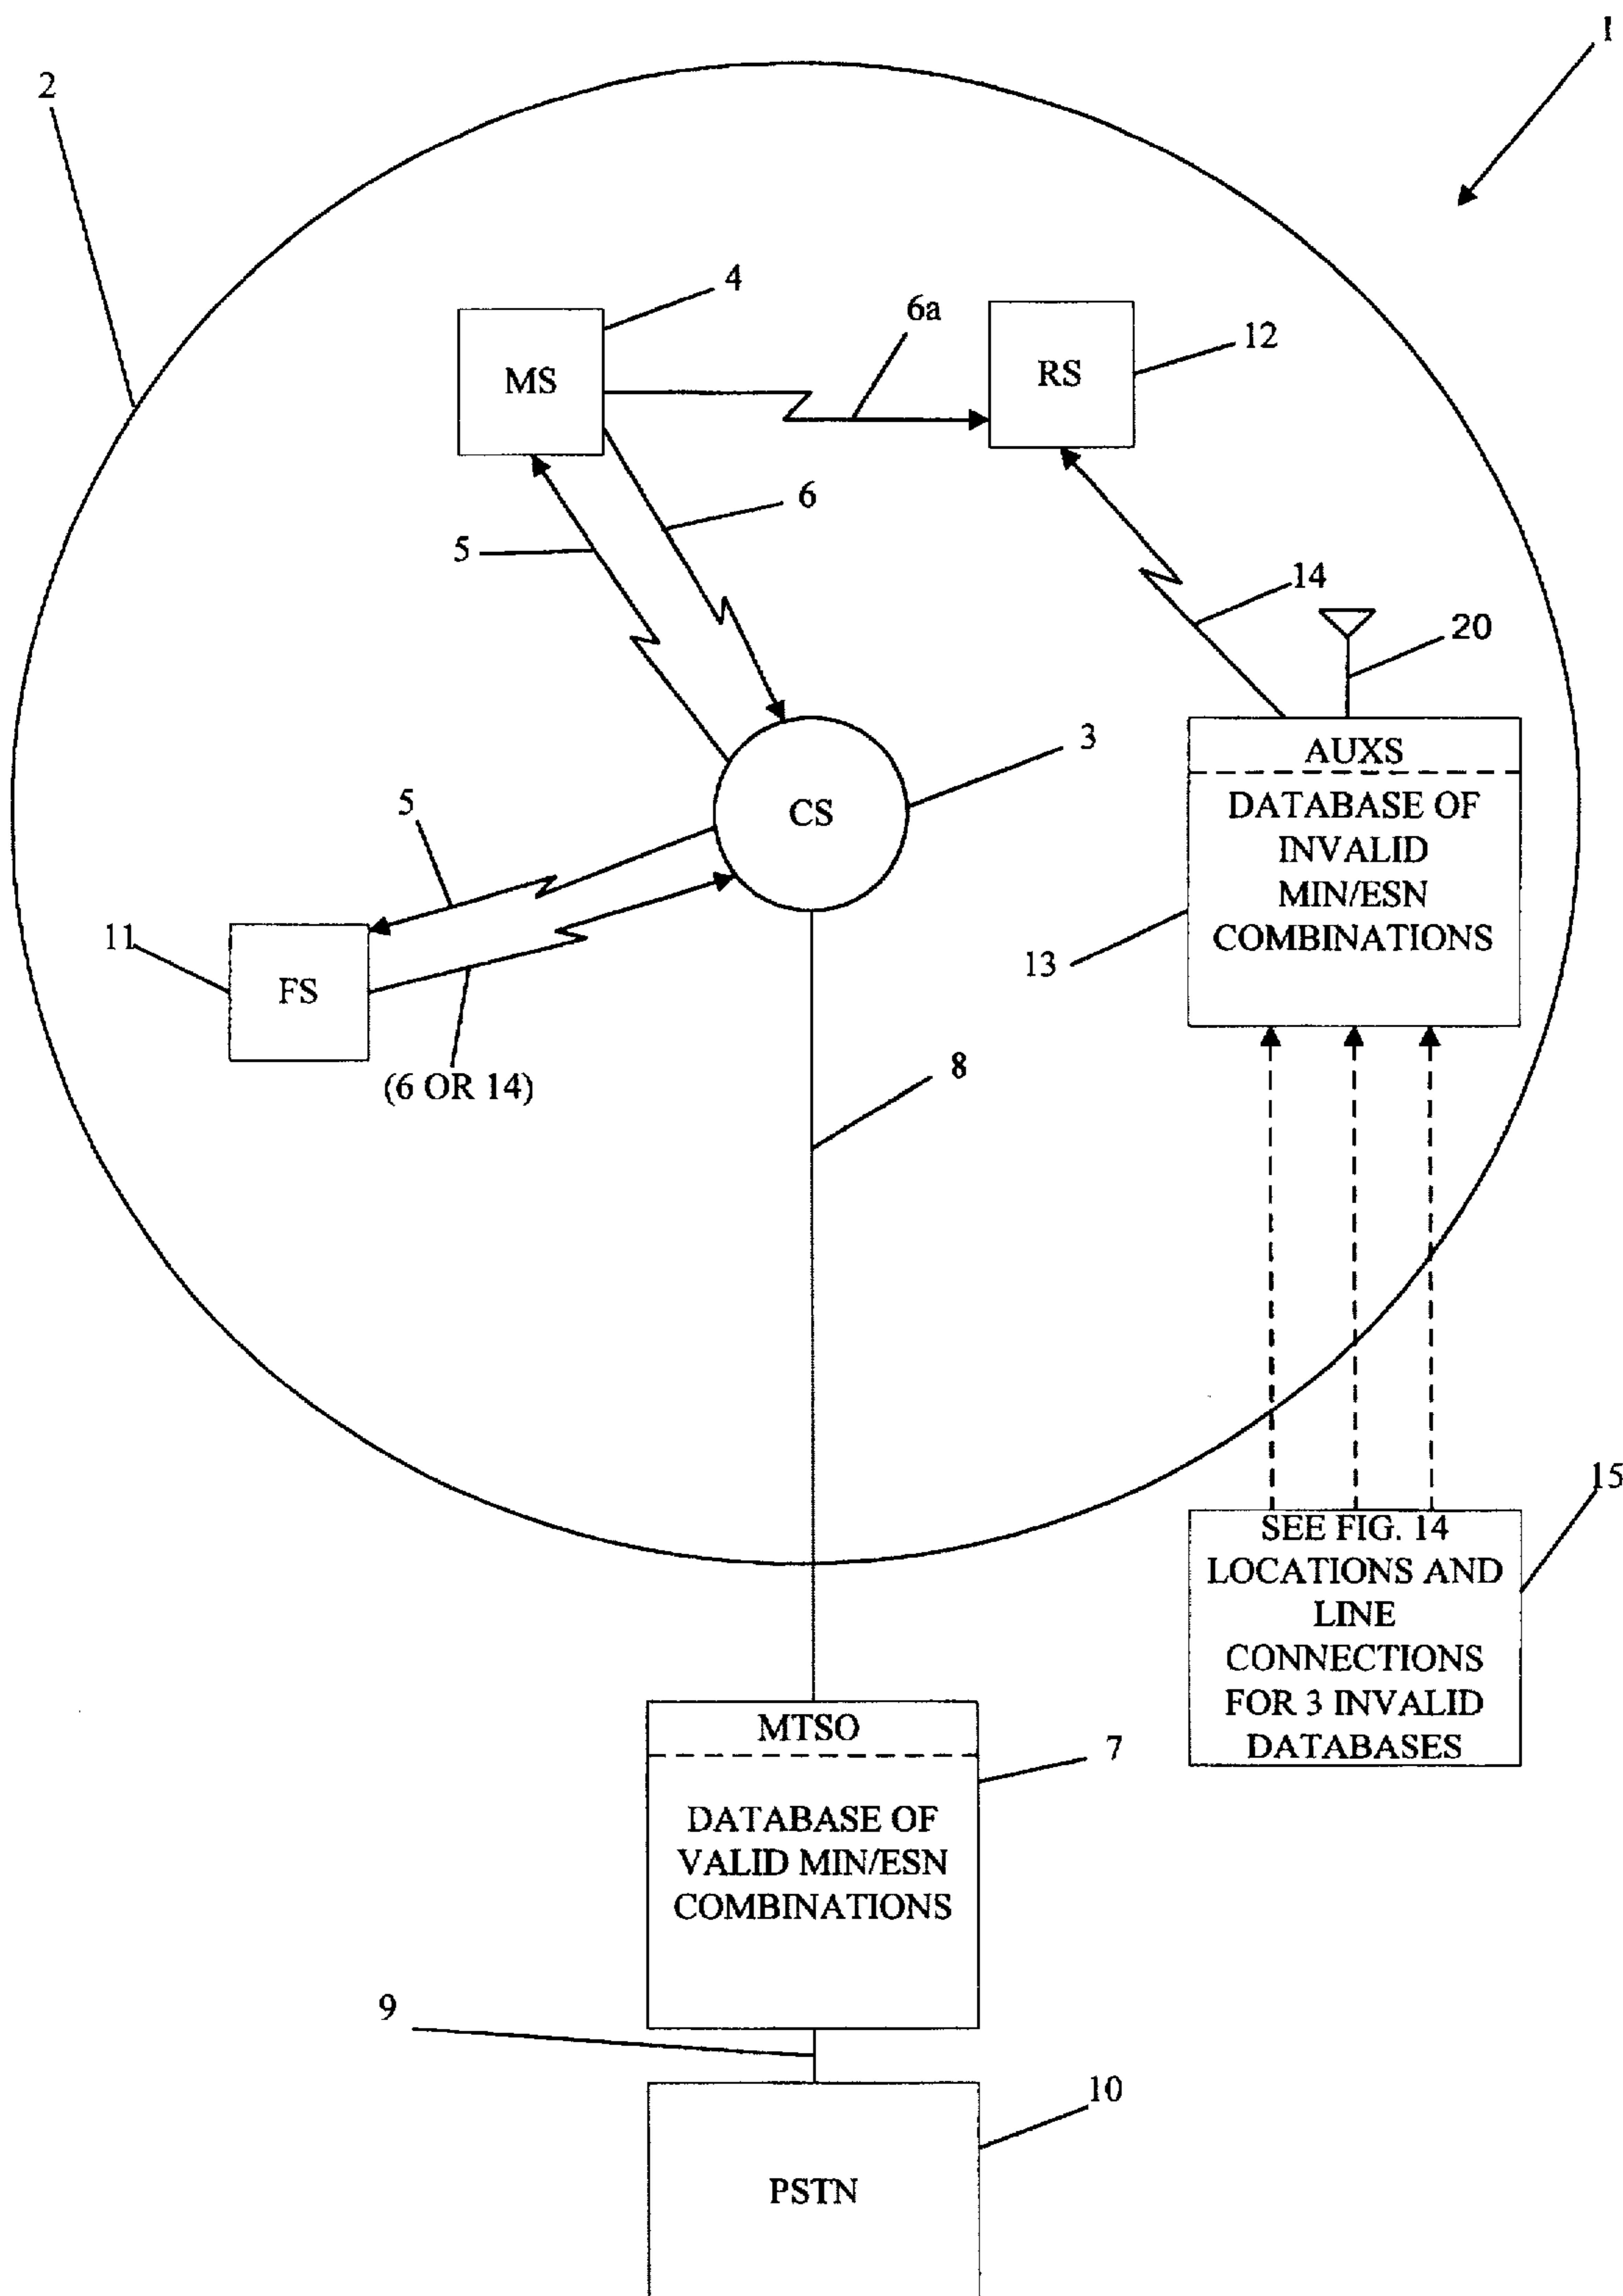 1
2
4
6a
12
MS
RS
6
5
14
20
3
AUXS
CS
DATABASE OF
INVALID
MIN/ESN
COMBINATIONS
5
11
13
FS
(6 OR 14)
8
15
SEE FIG. 14
LOCATIONS AND
LINE
CONNECTIONS
FOR 3 INVALID
DATABASES
MTSO
7
DATABASE OF
VALID MIN/ESN
COMBINATIONS
9
10
PSTN